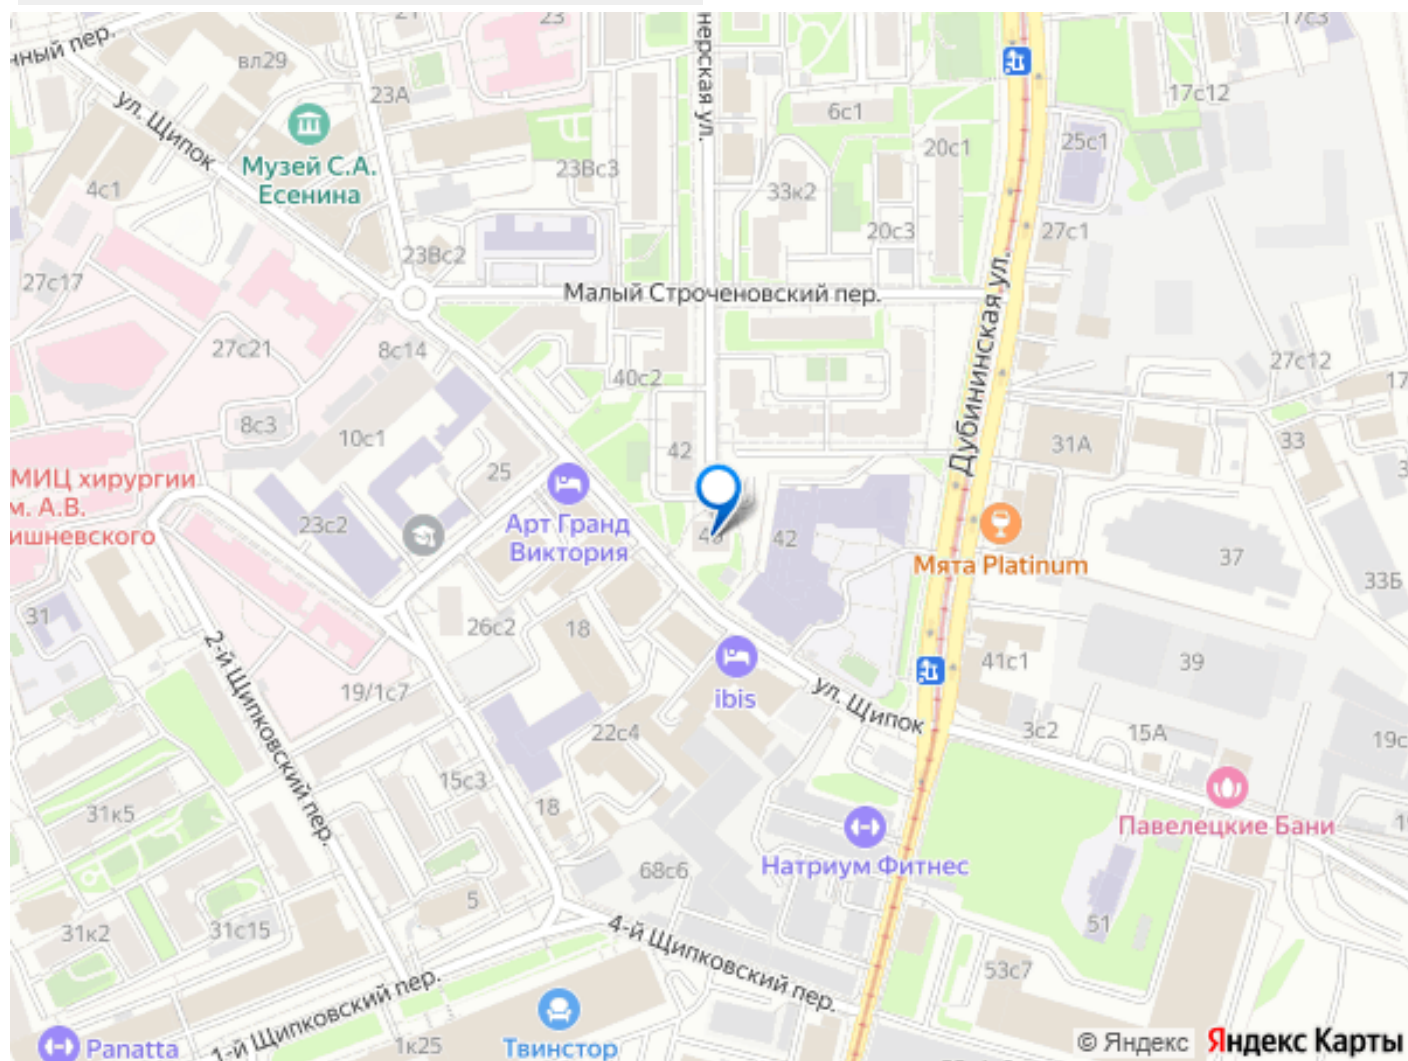 21
23
17с3
нный пер.
нерская ул.
вл29
23А
ул. Щипок
6с1
17с12
Музей С.А.
Есенина
20с1
25с1
4с1
23Вс3
33к2
20с3
27с1
23Вс2
27с17
Малый Строченовский пер.
Дубининская ул.
27с21
8с14
27с12
40с2
17
8с3
10с1
42
31А
33
25
МИЦ хирургии
м. А.В.
ишневского
23с2
Арт Гранд
Виктория
42
Мята Platinum
37
33Б
31
26с2
18
2-й Щипковский пер.
41с1
39
19/1с7
ibis
ул. Щипок
22с4
3с2
15А
19с
15с3
18
31к5
Павелецкие Бани
Натриум Фитнес
68с6
5
31к2
31с15
51
4-й Щипковский пер.
53с7
1-й Щипковский пер.
Panatta
1к25
Твинстор
© Яндекс Яндекс Карты